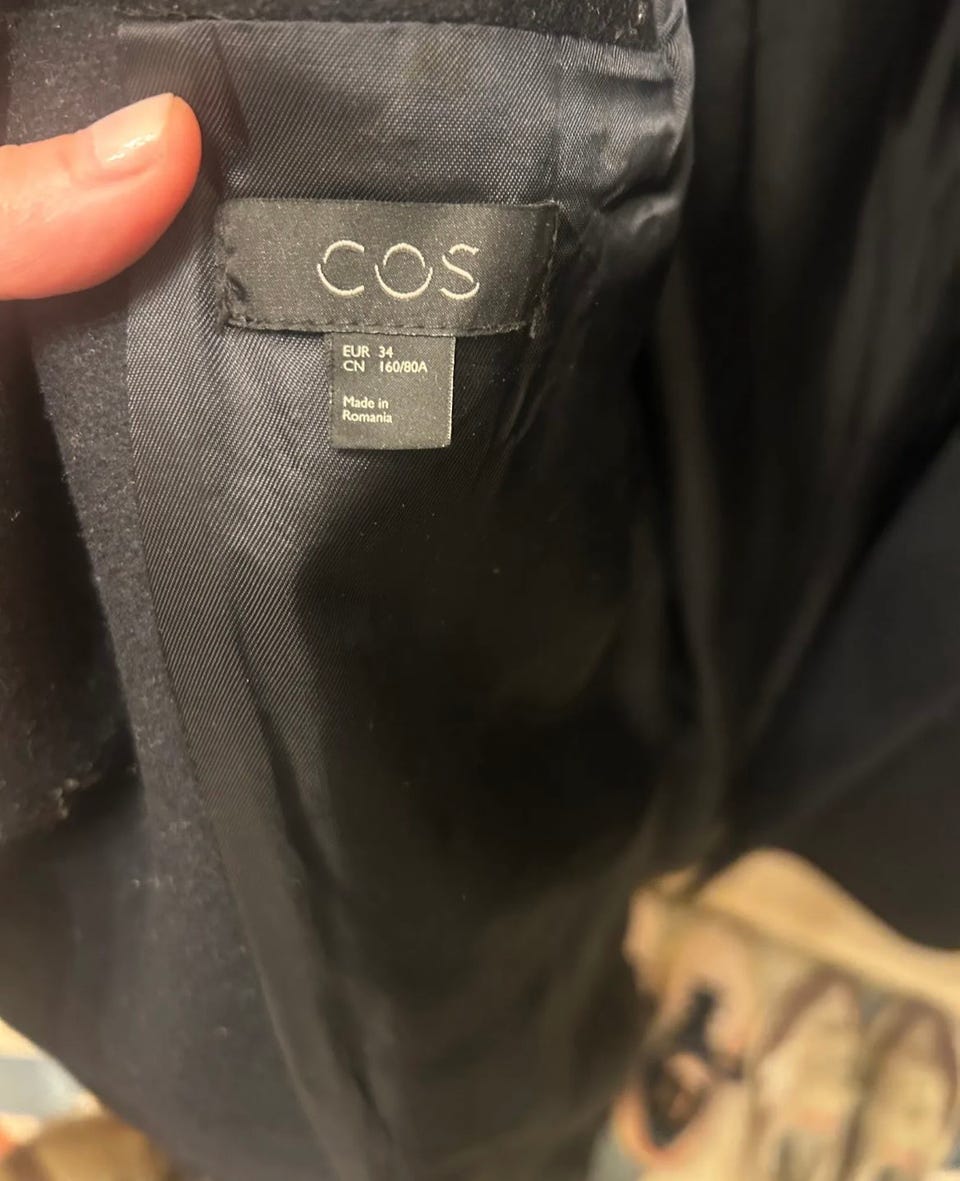 COS
EUR 34
CN 160/80A
Made in
Romania